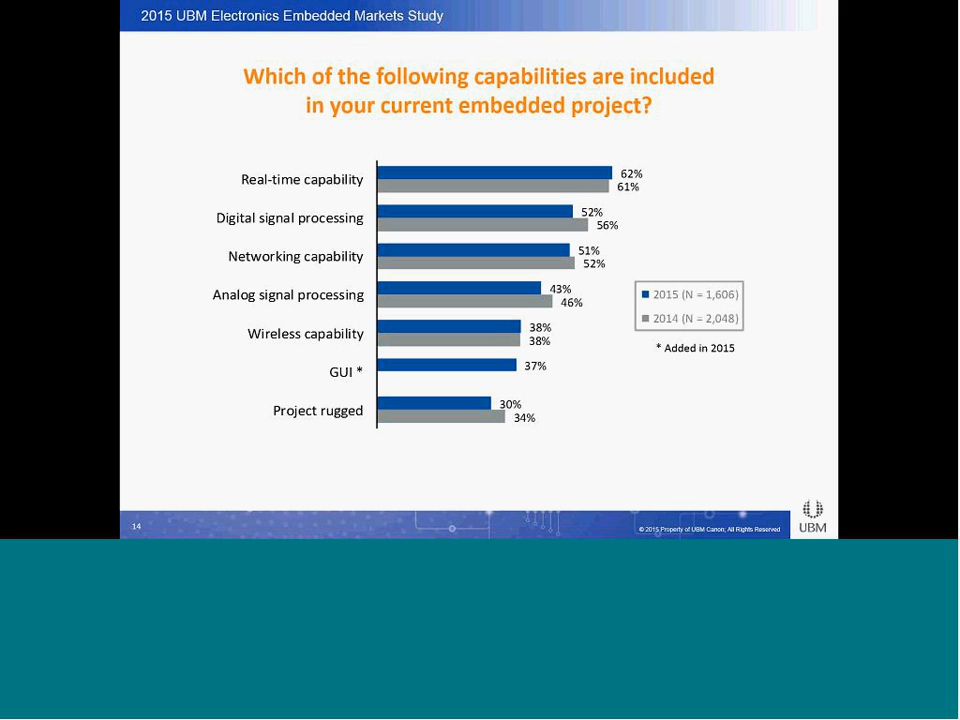 2015 UBM Electronics Embedded Markets Study
Which of the following capabilities are included
in your current embedded project?
Real-time capability
62%
61%
Digital signal processing
52%
56%
Networking capability
51%
52%
Analog signal processing
43%
46%
Wireless capability
38%
38%
GUI *
37%
Project rugged
30%
34%
2015 (N = 1,606)
2014 (N = 2,048)
* Added in 2015
14
© 2015 Property of UBM Canon; All Rights Reserved
UBM